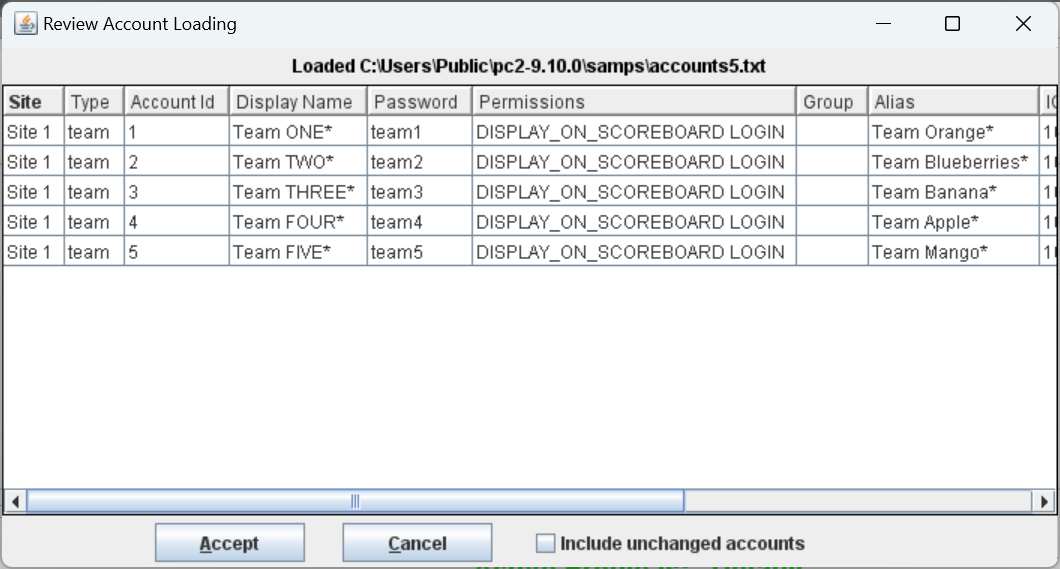 Review Account Loading
Loaded C:\Users\Public\pc2-9.10.0\samps\accounts5.txt
Site Type Account Id Display Name Password Permissions Group Alias
Site 1 team 1 Team ONE* team1 DISPLAY_ON_SCOREBOARD LOGIN Team Orange*
Site 1 team 2 Team TWO* team2 DISPLAY_ON_SCOREBOARD LOGIN Team Blueberries*
Site 1 team 3 Team THREE* team3 DISPLAY_ON_SCOREBOARD LOGIN Team Banana*
Site 1 team 4 Team FOUR* team4 DISPLAY_ON_SCOREBOARD LOGIN Team Apple*
Site 1 team 5 Team FIVE* team5 DISPLAY_ON_SCOREBOARD LOGIN Team Mango*
Accept Cancel Include unchanged accounts